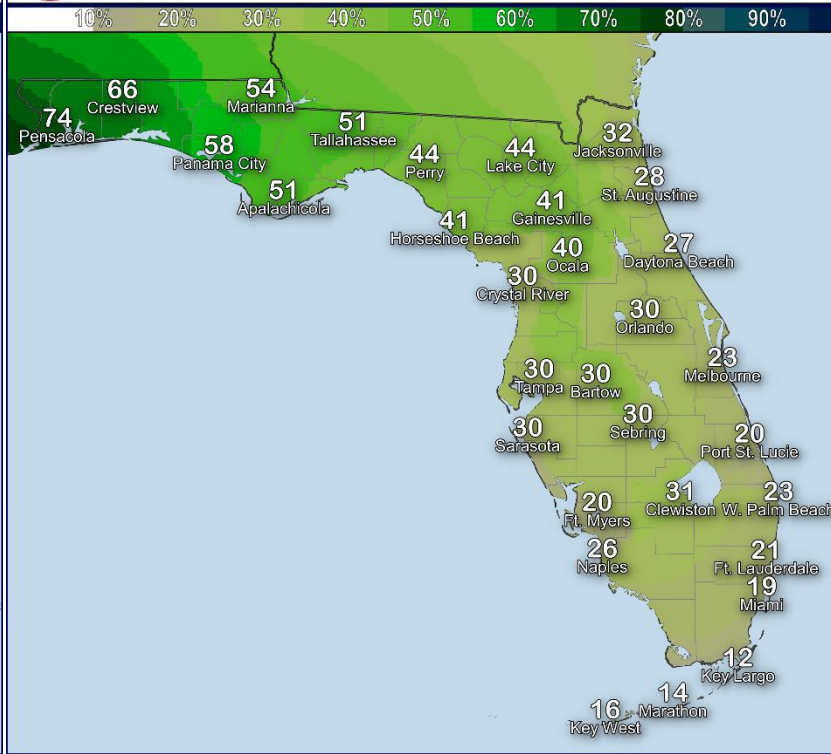 10% 20% 30% 40% 50% 60% 70% 80% 90%
66
Crestview
54
Marianna
74
Pensacola
58
Panama City
51
Tallahassee
51
Apalachicola
44
Perry
44
Lake City
32
Jacksonville
28
St. Augustine
41
Gainesville
41
Horseshoe Beach
40
Ocala
27
Daytona Beach
30
Crystal River
30
Orlando
30
Tampa
30
Bartow
23
Melbourne
30
Sarasota
30
Sebring
20
Port St. Lucie
20
Ft. Myers
31
Clewiston
23
W. Palm Beach
26
Naples
21
Ft. Lauderdale
19
Miami
12
Key Largo
14
Marathon
16
Key West